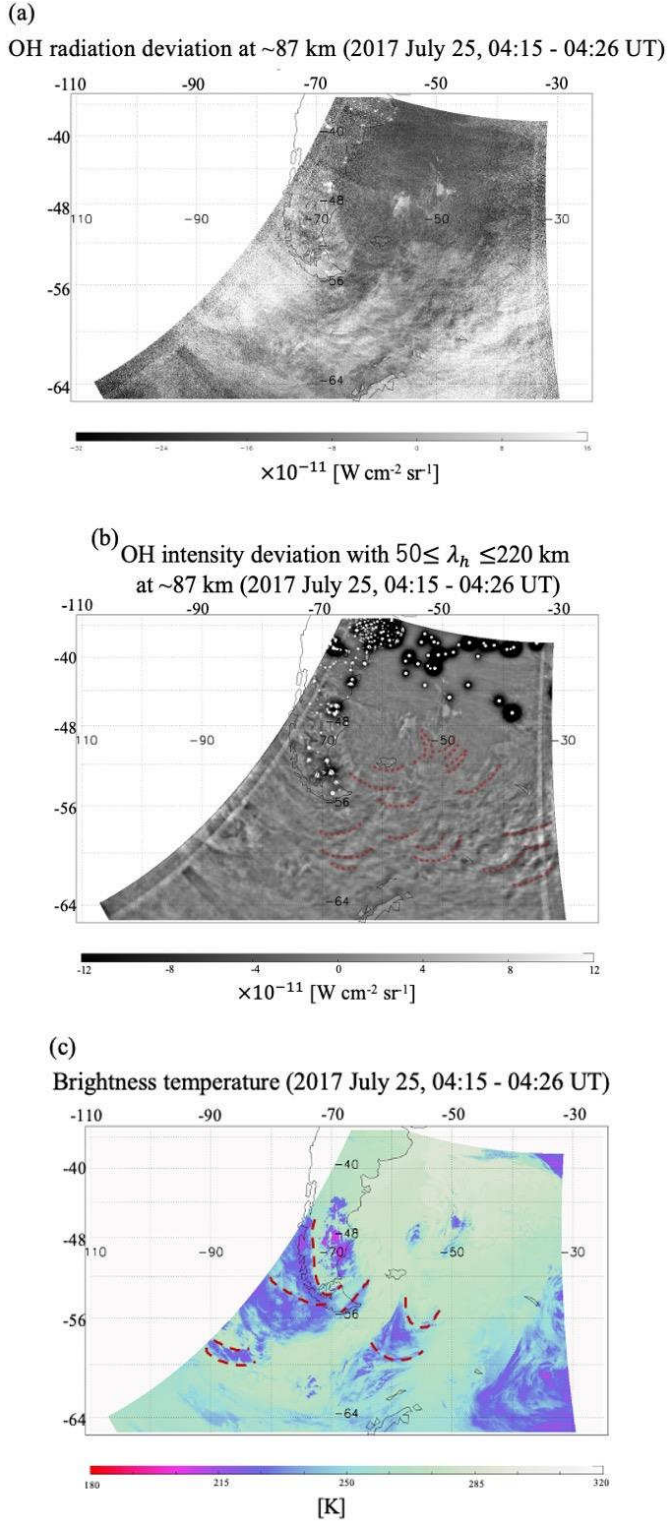 (a)
OH radiation deviation at ~87 km (2017 July 25, 04:15 - 04:26 UT)
-110 -90 -70 -50 -30
-40 -40
-48 -48
110 -90 -70 -50 -30
-56 -56
-64 -64
-32 -24 -16 -8 0 8 16
×10⁻¹¹ [W cm⁻² sr⁻¹]
(b)
OH intensity deviation with 50≤ λₕ ≤220 km
at ~87 km (2017 July 25, 04:15 - 04:26 UT)
-110 -90 -70 -50 -30
-40
-48 -48
110 -90 -70 -50 -30
-56 -56
-64 -64
-12 -8 -4 0 4 8 12
×10⁻¹¹ [W cm⁻² sr⁻¹]
(c)
Brightness temperature (2017 July 25, 04:15 - 04:26 UT)
-110 -90 -70 -50 -30
-40 -40
-48 -48
110 -90 -70 -50 -30
-56 -56
-64 -64
180 215 250 285 320
[K]